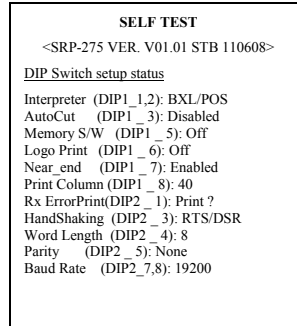 SELF TEST
<SRP-275 VER. V01.01 STB 110608>
DIP Switch setup status
Interpreter (DIP1_1,2): BXL/POS
AutoCut (DIP1 _ 3): Disabled
Memory S/W (DIP1 _ 5): Off
Logo Print (DIP1 _ 6): Off
Near_end (DIP1 _ 7): Enabled
Print Column (DIP1 _ 8): 40
Rx ErrorPrint(DIP2 _ 1): Print ?
HandShaking (DIP2 _ 3): RTS/DSR
Word Length (DIP2 _ 4): 8
Parity (DIP2 _ 5): None
Baud Rate (DIP2_7,8): 19200